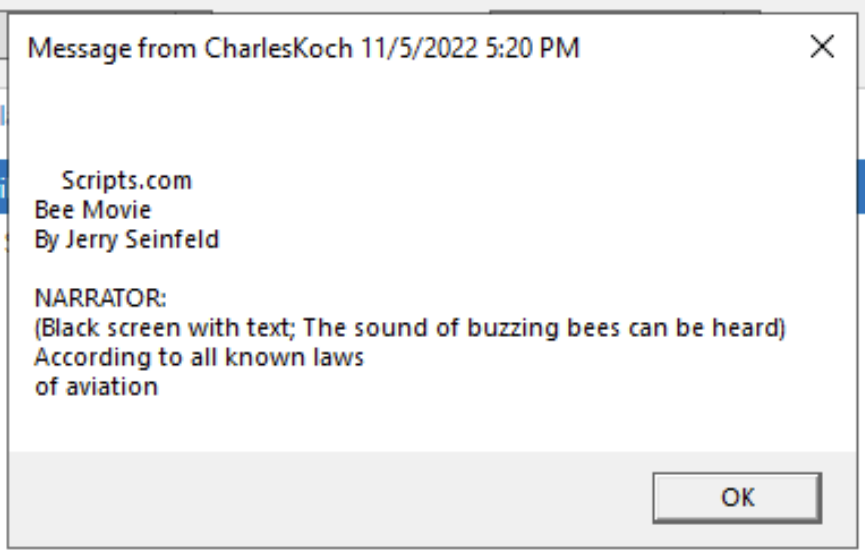 Message from CharlesKoch 11/5/2022 5:20 PM
Scripts.com
Bee Movie
By Jerry Seinfeld
NARRATOR:
(Black screen with text; The sound of buzzing bees can be heard)
According to all known laws
of aviation
OK